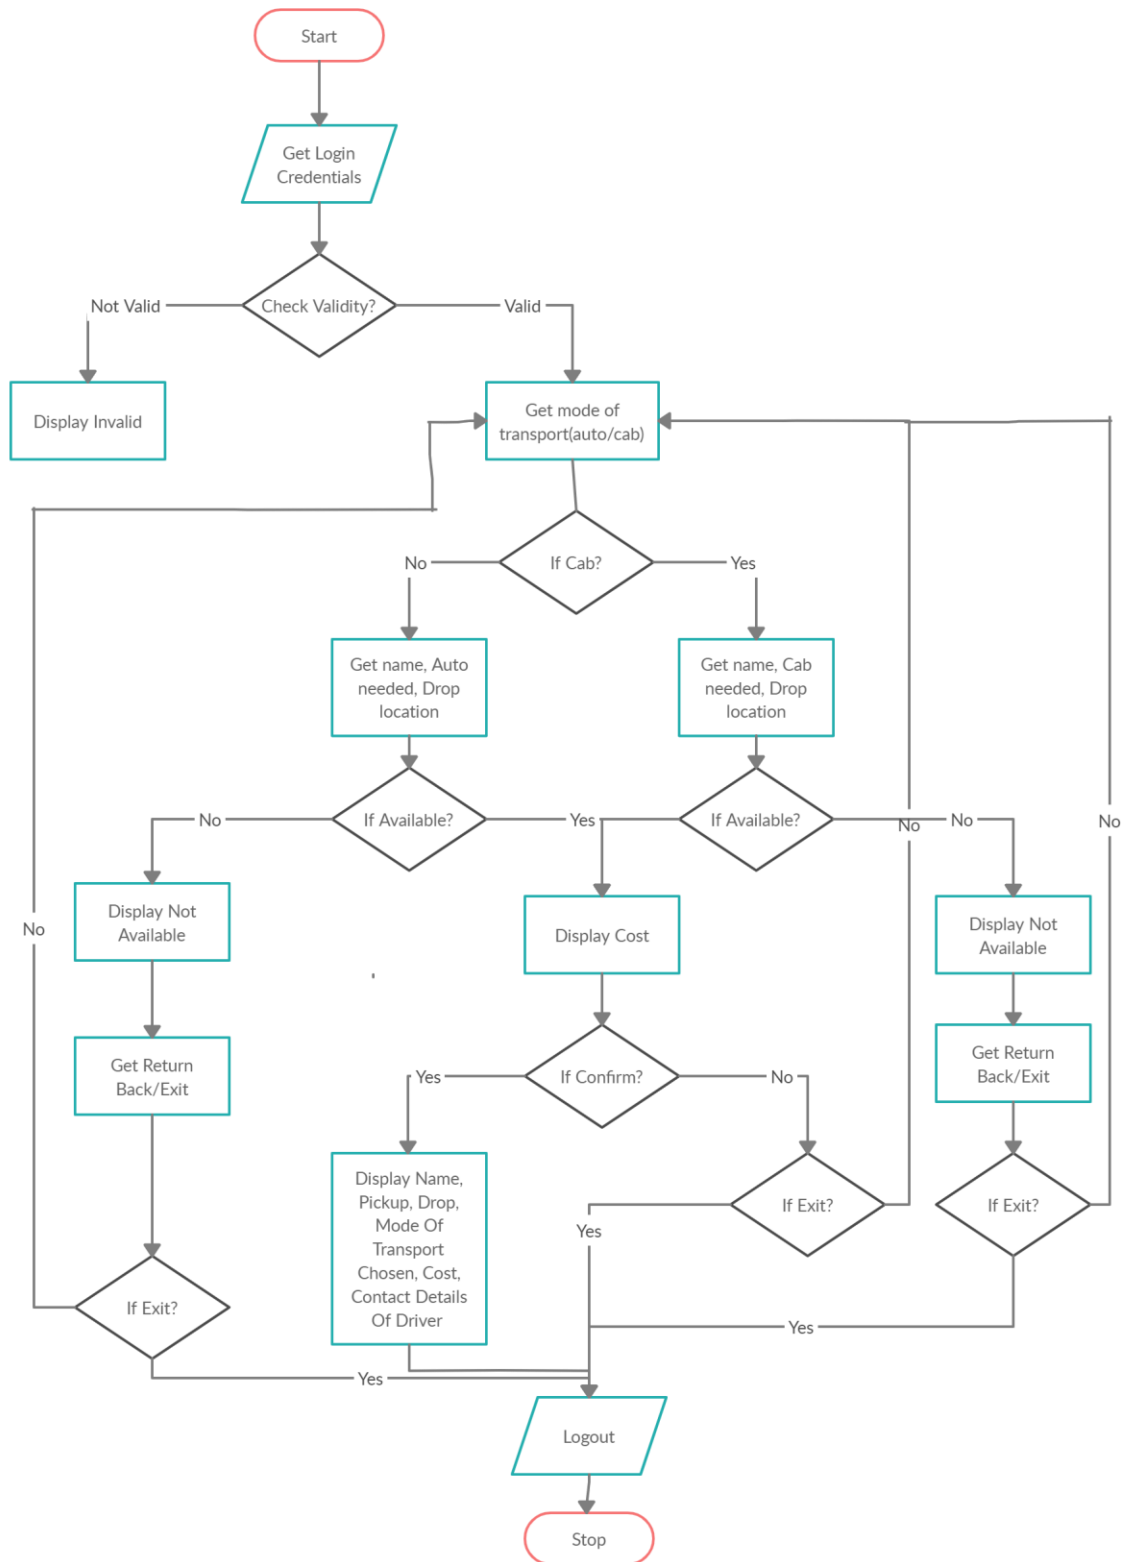 Start
Get Login
Credentials
Check Validity?
Not Valid
Valid
Display Invalid
Get mode of
transport(auto/cab)
If Cab?
No
Yes
Get name, Auto
needed, Drop
location
Get name, Cab
needed, Drop
location
No
If Available?
Yes
If Available?
No
No
No
Display Not
Available
No
Display Cost
Display Not
Available
Get Return
Back/Exit
Yes
If Confirm?
No
Get Return
Back/Exit
Display Name,
Pickup, Drop,
Mode Of
Transport
Chosen, Cost,
Contact Details
Of Driver
If Exit?
If Exit?
Yes
If Exit?
Yes
Yes
Logout
Stop